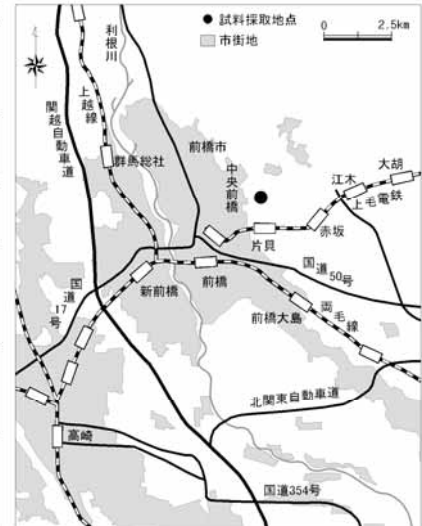 試料採取地点
市街地
0 2.5km
利根川
上越線
関越自動車道
群馬総社
前橋市
中央前橋
大胡
江木
上毛電鉄
赤坂
片貝
国道50号
国道17号
新前橋
前橋
前橋大島
両毛線
北関東自動車道
高崎
国道354号